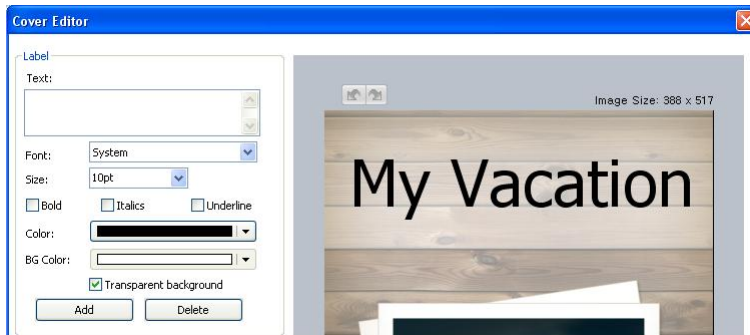 Cover Editor
Label
Text:
Image Size: 388 x 517
Font: System
Size: 10pt
Bold Italics Underline
Color:
BG Color:
Transparent background
Add Delete
My Vacation